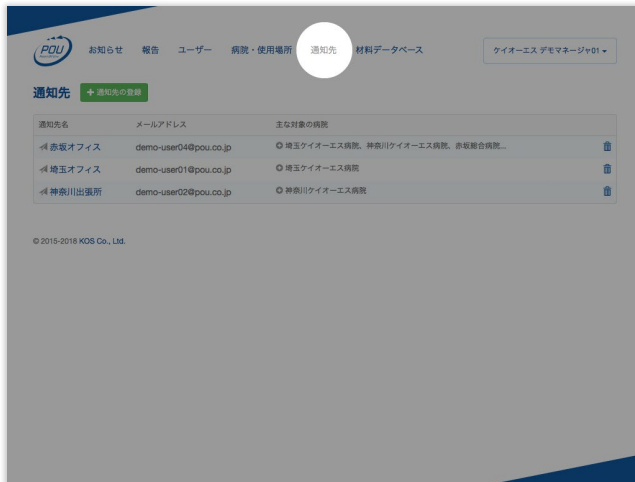 POU
お知らせ 報告 ユーザー 病院・使用場所 通知先 材料データベース ケイオーエス デモマネージャ01
通知先 + 通知先の登録
通知先名 メールアドレス 主な対象の病院
赤坂オフィス demo-user04@pou.co.jp ◎ 埼玉ケイオーエス病院、神奈川ケイオーエス病院、赤坂総合病院...
埼玉オフィス demo-user01@pou.co.jp ◎ 埼玉ケイオーエス病院
神奈川出張所 demo-user02@pou.co.jp ◎ 神奈川ケイオーエス病院
© 2015-2018 KOS Co., Ltd.